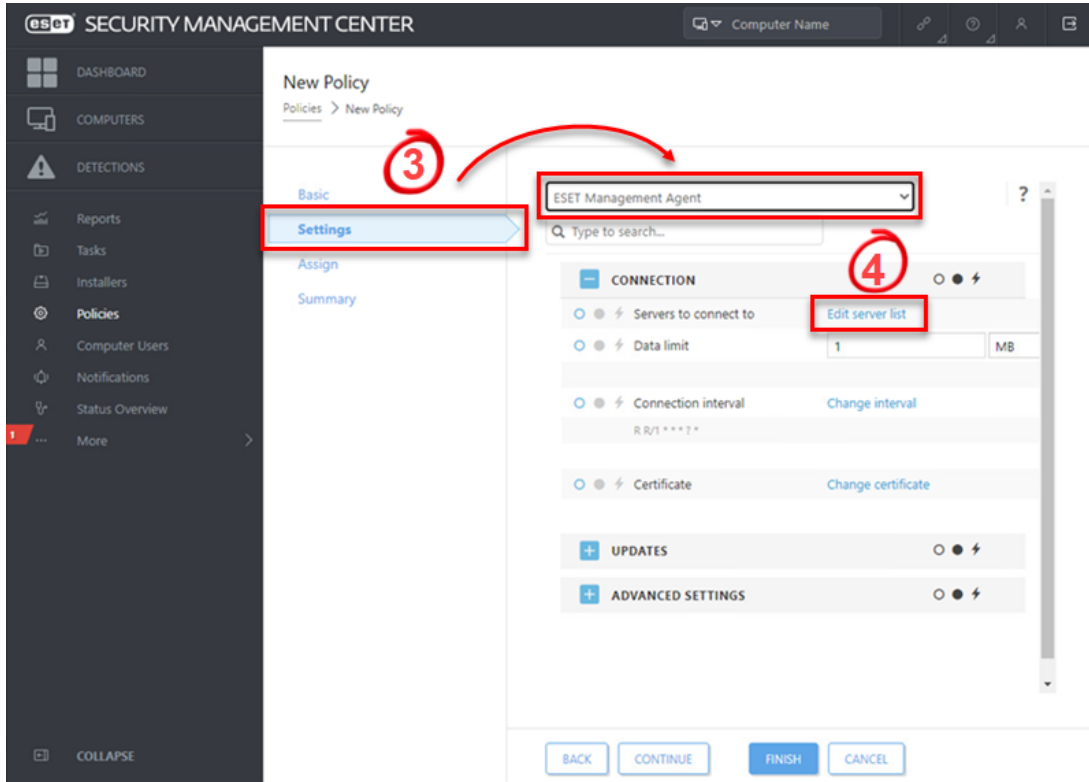 eseT SECURITY MANAGEMENT CENTER
Computer Name
DASHBOARD
COMPUTERS
DETECTIONS
Reports
Tasks
Installers
Policies
Computer Users
Notifications
Status Overview
1
... More >
COLLAPSE
New Policy
Policies > New Policy
3
Basic
Settings
Assign
Summary
ESET Management Agent
?
Type to search...
4
CONNECTION
Servers to connect to Edit server list
Data limit 1 MB
Connection interval Change interval
R R/1 * * * ? *
Certificate Change certificate
UPDATES
ADVANCED SETTINGS
BACK CONTINUE FINISH CANCEL